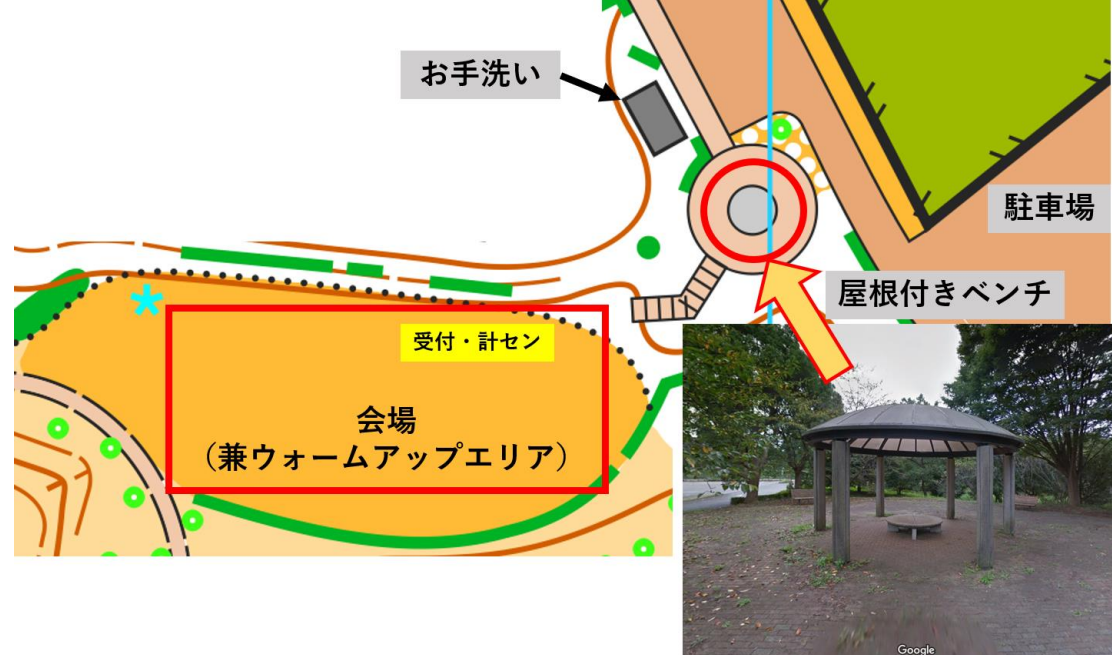 お手洗い
駐車場
屋根付きベンチ
受付・計セン
会場
（兼ウォームアップエリア）
Google